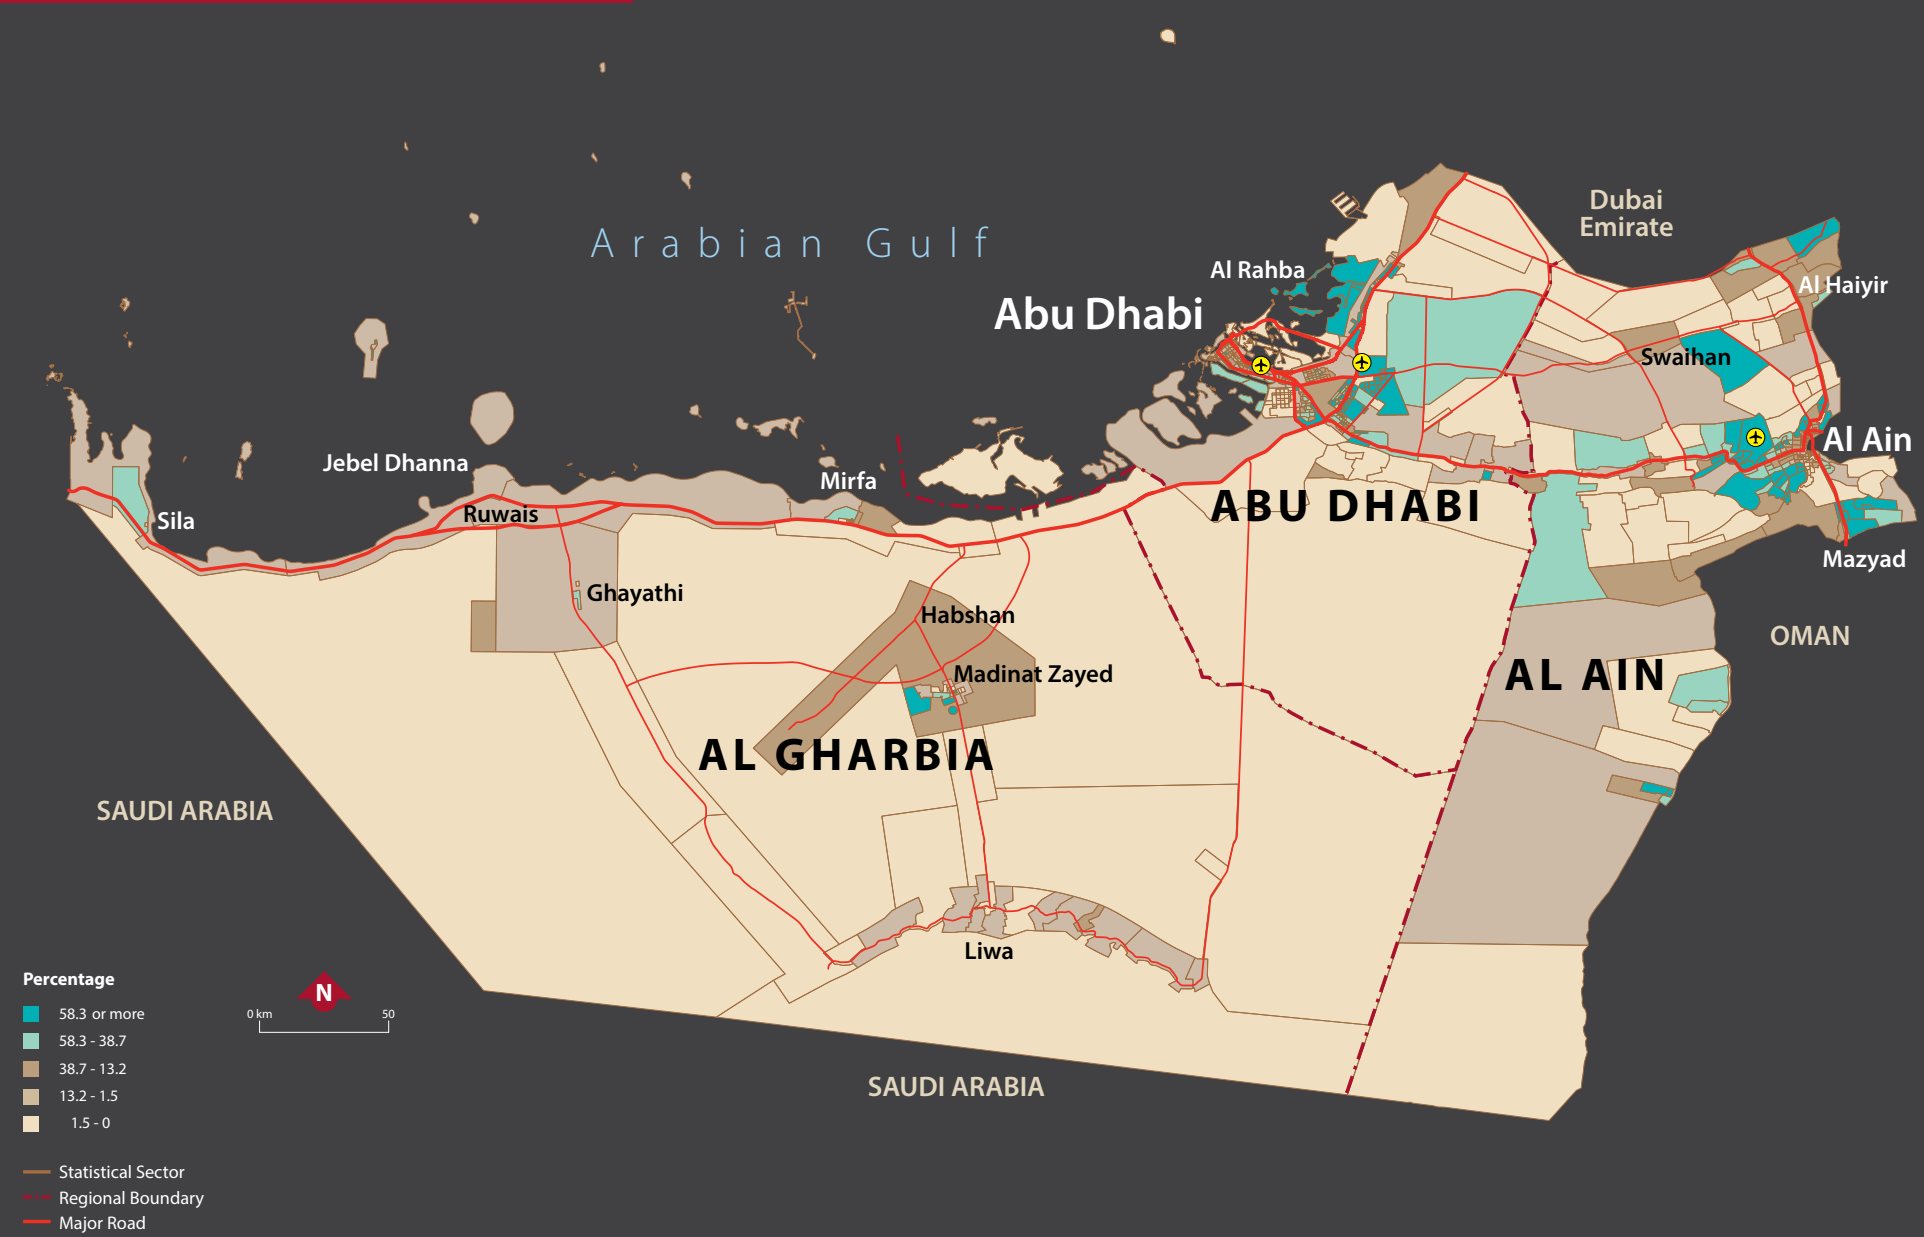 Arabian Gulf
Dubai
Emirate
Al Rahba
Al Haiyir
Abu Dhabi
Swaihan
Al Ain
Jebel Dhanna
Mirfa
ABU DHABI
Ruwais
Sila
Mazyad
Ghayathi
Habshan
OMAN
Madinat Zayed
AL AIN
AL GHARBIA
SAUDI ARABIA
Liwa
SAUDI ARABIA
Percentage
58.3 or more
58.3 - 38.7
38.7 - 13.2
13.2 - 1.5
1.5 - 0
N
0 km 50
Statistical Sector
Regional Boundary
Major Road